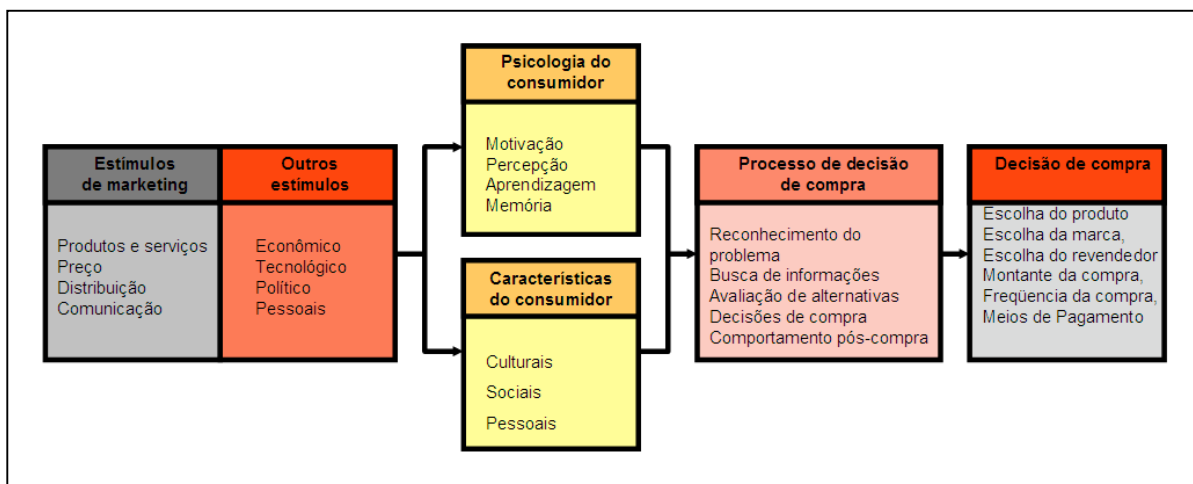 Estímulos
de marketing
Produtos e serviços
Preço
Distribuição
Comunicação
Outros
estímulos
Econômico
Tecnológico
Político
Pessoais
Psicologia do
consumidor
Motivação
Percepção
Aprendizagem
Memória
Características
do consumidor
Culturais
Sociais
Pessoais
Processo de decisão
de compra
Reconhecimento do
problema
Busca de informações
Avaliação de alternativas
Decisões de compra
Comportamento pós-compra
Decisão de compra
Escolha do produto
Escolha da marca,
Escolha do revendedor
Montante da compra,
Freqüencia da compra,
Meios de Pagamento